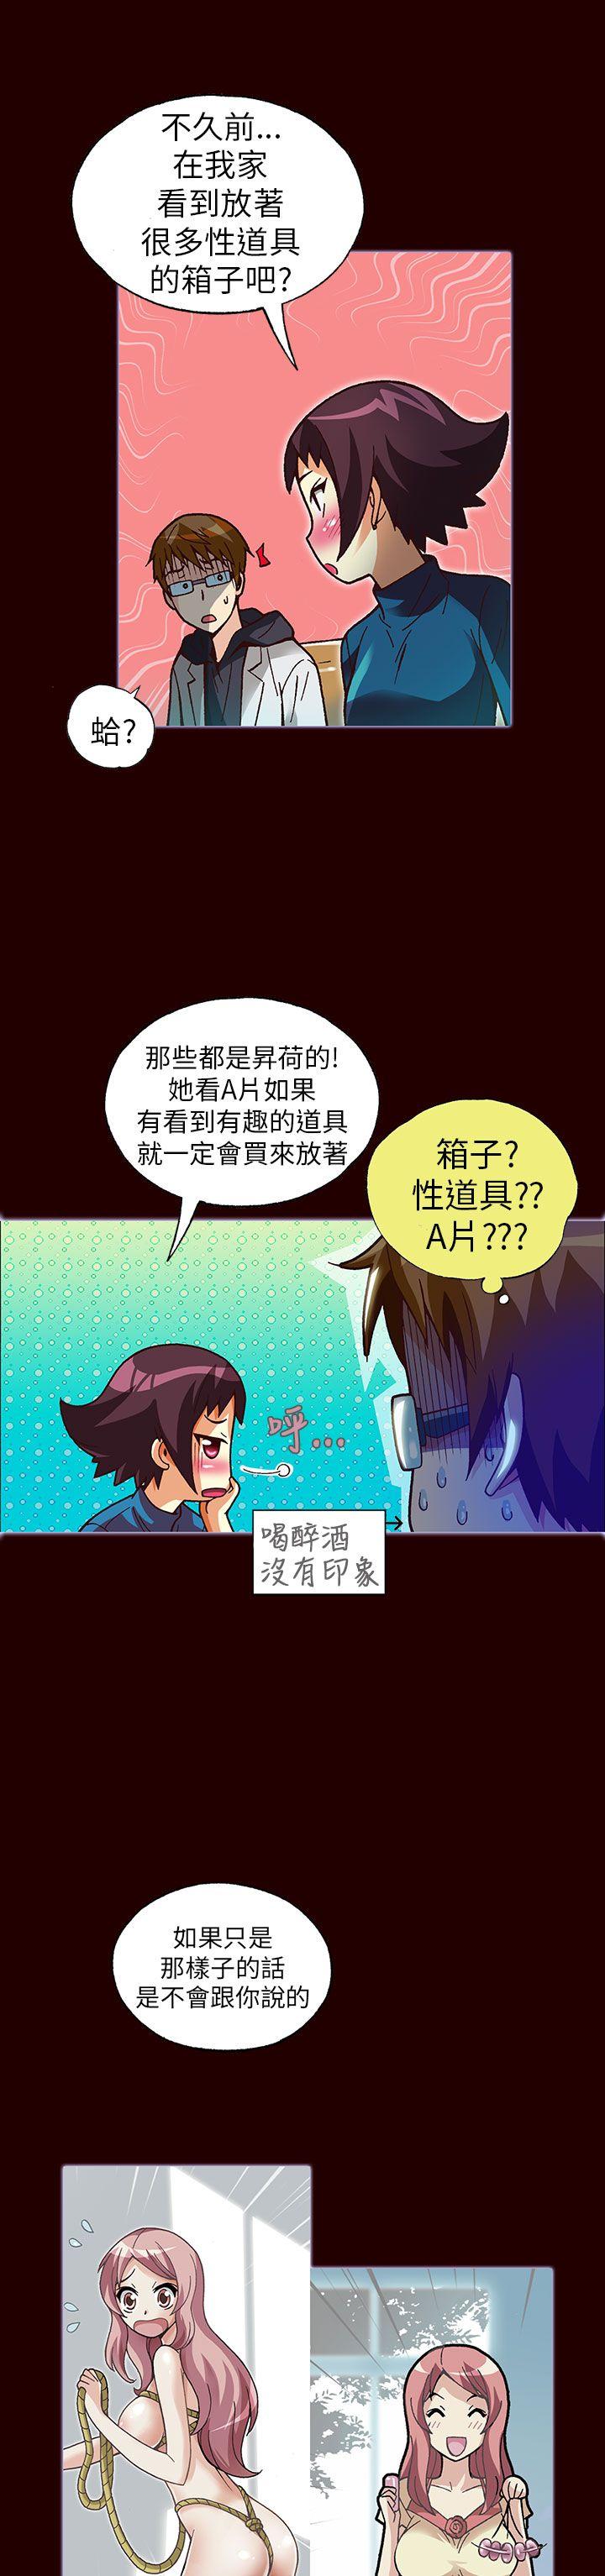 不久前...
在我家
看到放著
很多性道具
的箱子吧?
蛤?
那些都是昇荷的!
她看A片如果
有看到有趣的道具
就一定會買來放著
箱子?
性道具??
A片???
呼...
喝醉酒
沒有印象
如果只是
那樣子的話
是不會跟你說的